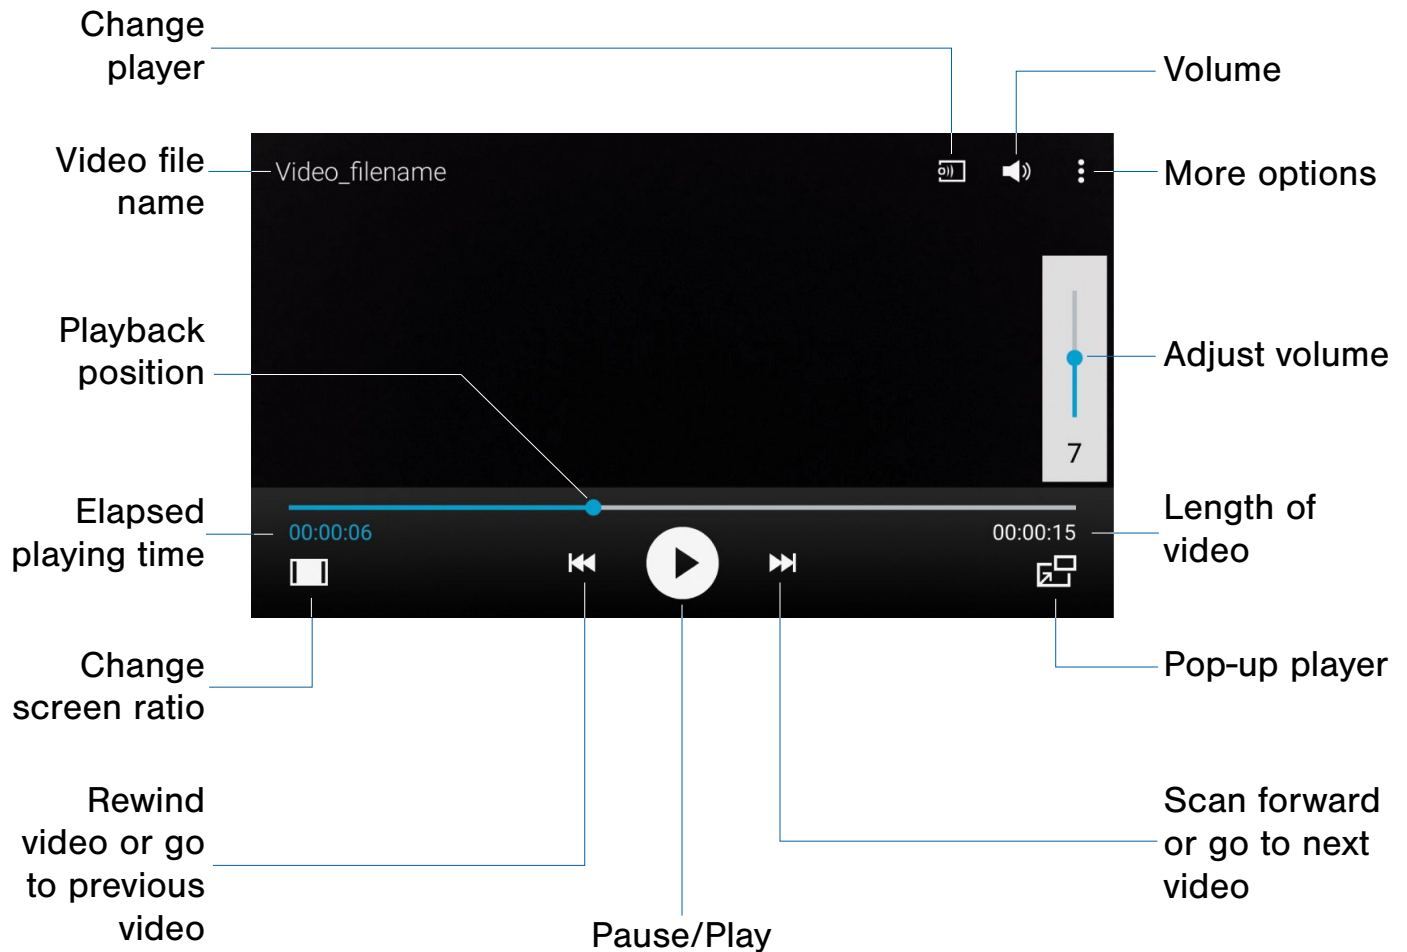 Change
player
Volume
Video file
name
Video_filename
More options
Playback
position
Adjust volume
7
Elapsed
playing time
00:00:06
00:00:15
Length of
video
Change
screen ratio
Pop-up player
Rewind
video or go
to previous
video
Pause/Play
Scan forward
or go to next
video